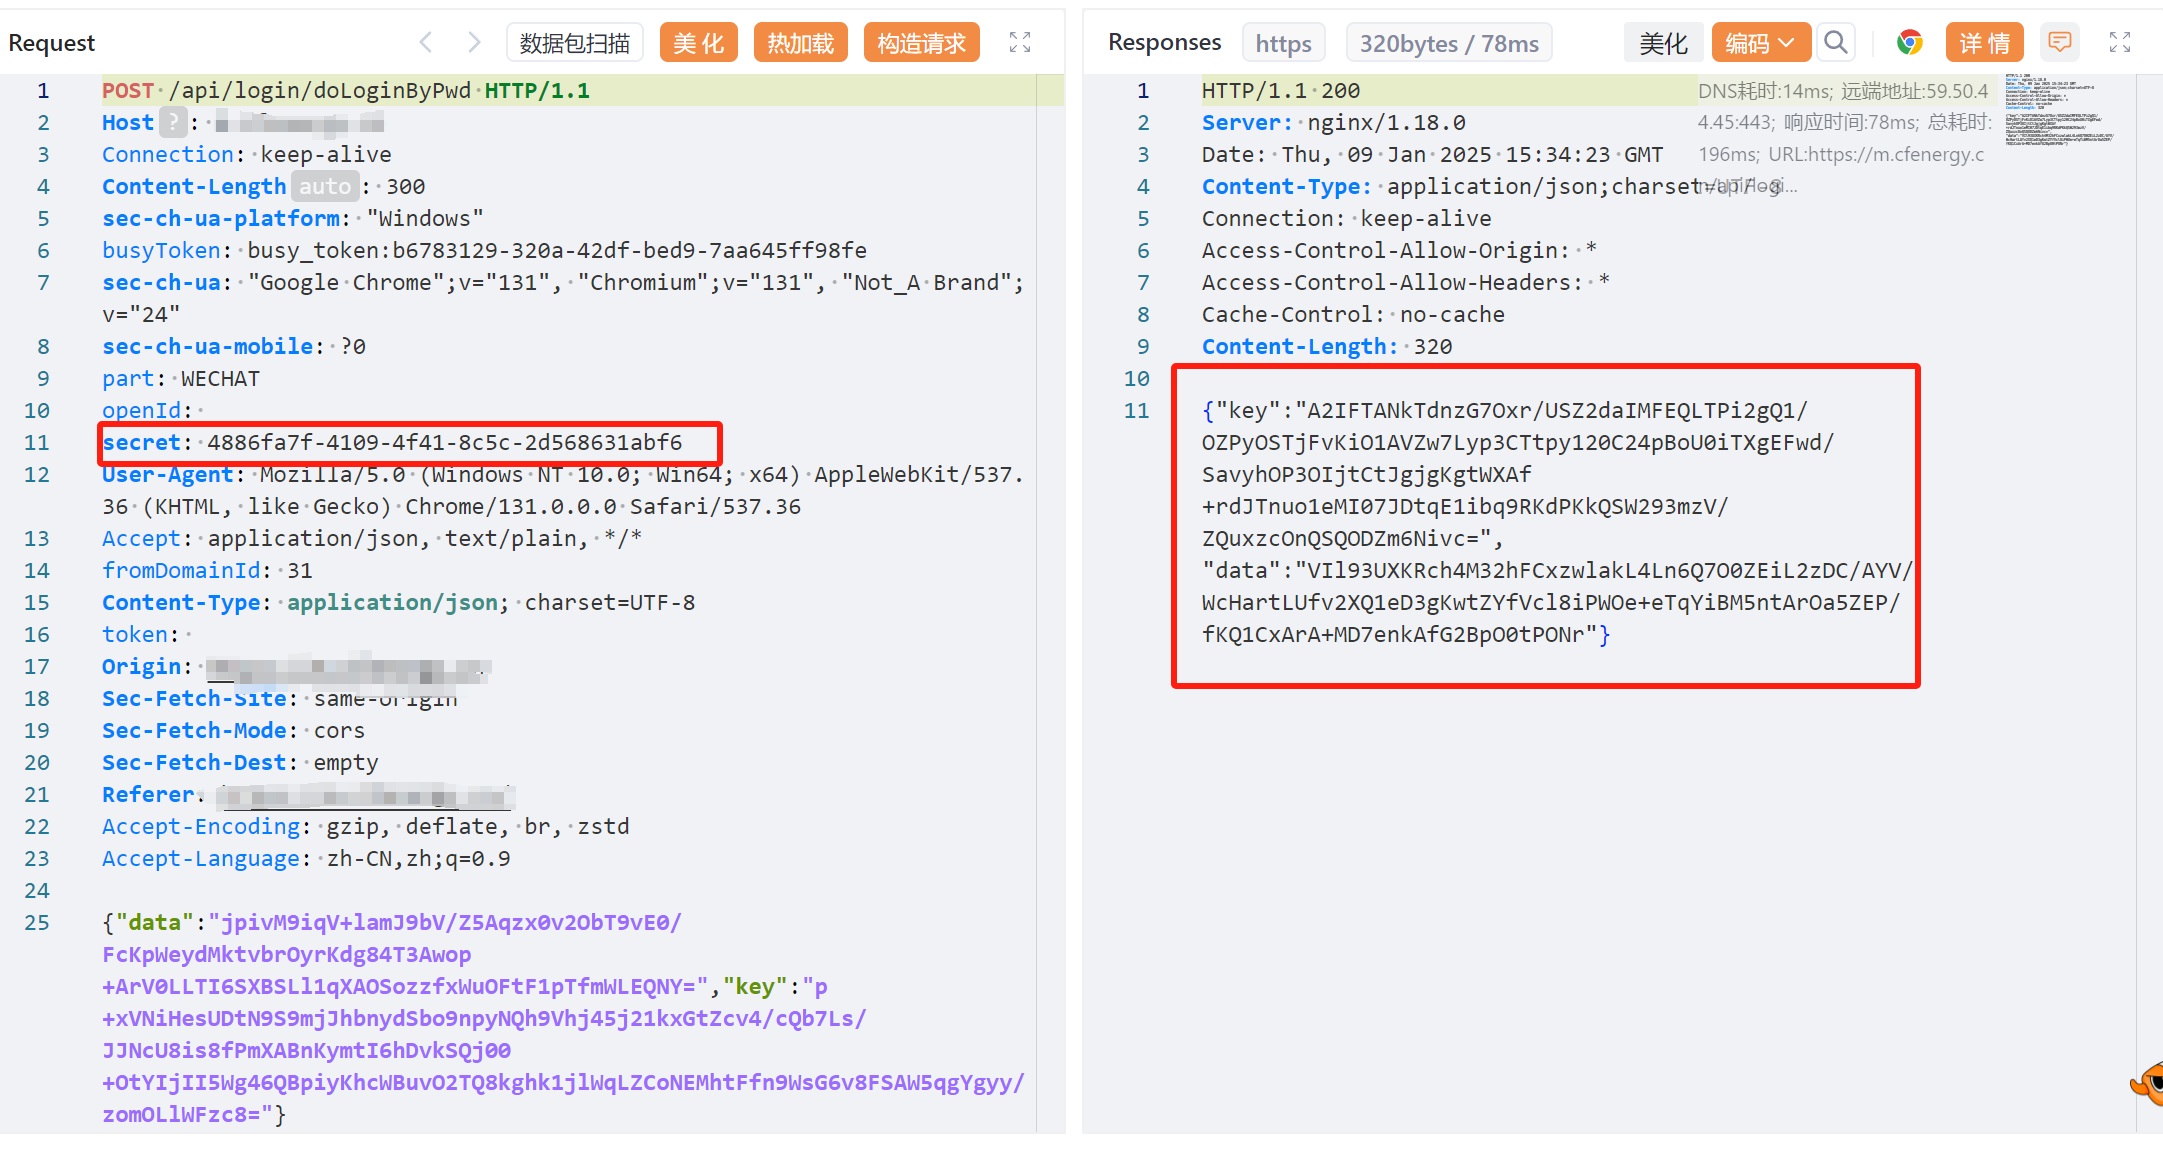 Request
数据包扫描
美化
热加载
构造请求
1 POST /api/login/doLoginByPwd HTTP/1.1
2 Host ? :
3 Connection: keep-alive
4 Content-Length auto : 300
5 sec-ch-ua-platform: "Windows"
6 busyToken: busy_token:b6783129-320a-42df-bed9-7aa645ff98fe
7 sec-ch-ua: "Google Chrome";v="131", "Chromium";v="131", "Not_A Brand";
v="24"
8 sec-ch-ua-mobile: ?0
9 part: WECHAT
10 openId:
11 secret: 4886fa7f-4109-4f41-8c5c-2d568631abf6
12 User-Agent: Mozilla/5.0 (Windows NT 10.0; Win64; x64) AppleWebKit/537.
36 (KHTML, like Gecko) Chrome/131.0.0.0 Safari/537.36
13 Accept: application/json, text/plain, */*
14 fromDomainId: 31
15 Content-Type: application/json; charset=UTF-8
16 token:
17 Origin:
18 Sec-Fetch-Site: same-origin
19 Sec-Fetch-Mode: cors
20 Sec-Fetch-Dest: empty
21 Referer:
22 Accept-Encoding: gzip, deflate, br, zstd
23 Accept-Language: zh-CN,zh;q=0.9
24
25 {"data":"jpivM9iqV+lamJ9bV/Z5Aqzx0v2ObT9vE0/
FcKpWeydMktvbrOyrKdg84T3Awop
+ArV0LLTI6SXBSLl1qXAOSozzfxWuOFtF1pTfmWLEQNY=","key":"p
+xVNiHesUDtN9S9mjJhbnydSbo9npyNQh9Vhj45j21kxGtZcv4/cQb7Ls/
JJNcU8is8fPmXABnKymtI6hDvkSQj00
+OtYIjII5Wg46QBpiyKhcWBuvO2TQ8kghk1jlWqLZCoNEMhtFfn9WsG6v8FSAW5qgYgyy/
zomOLlWFzc8="}
Responses
https
320bytes / 78ms
美化
编码
详情
1 HTTP/1.1 200
2 Server: nginx/1.18.0
3 Date: Thu, 09 Jan 2025 15:34:23 GMT
4 Content-Type: application/json;charset=UTF-8
5 Connection: keep-alive
6 Access-Control-Allow-Origin: *
7 Access-Control-Allow-Headers: *
8 Cache-Control: no-cache
9 Content-Length: 320
10
11 {"key":"A2IFTANkTdnzG7Oxr/USZ2daIMFEQLTPi2gQ1/
OZPyOSTjFvKiO1AVZw7Lyp3CTtpy120C24pBoU0iTXgEFwd/
SavyhOP3OIjtCtJgjgKgtWXAf
+rdJTnuo1eMI07JDtqE1ibq9RKdPKkQSW293mzV/
ZQuxzcOnQSQODZm6Nivc=",
"data":"VIl93UXKRch4M32hFCxzwlakL4Ln6Q7O0ZEiL2zDC/AYV/
WcHartLUfv2XQ1eD3gKwtZYfVcl8iPWOe+eTqYiBM5ntArOa5ZEP/
fKQ1CxArA+MD7enkAfG2BpO0tPONr"}
DNS耗时:14ms; 远端地址:59.50.4
4.45:443; 响应时间:78ms; 总耗时:
196ms; URL:https://m.cfenergy.c